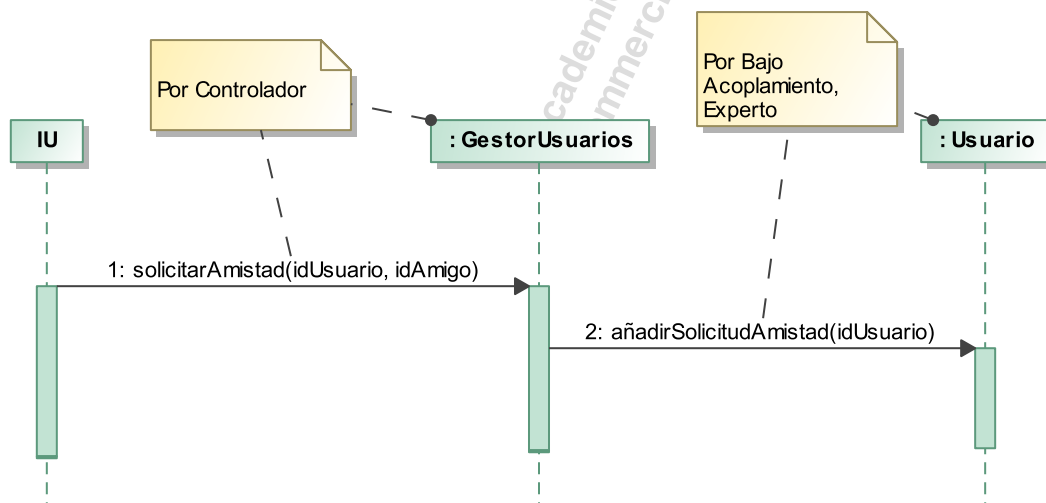 Por Controlador
Por Bajo
Acoplamiento,
Experto
IU
: GestorUsuarios
: Usuario
1: solicitarAmistad(idUsuario, idAmigo)
2: añadirSolicitudAmistad(idUsuario)